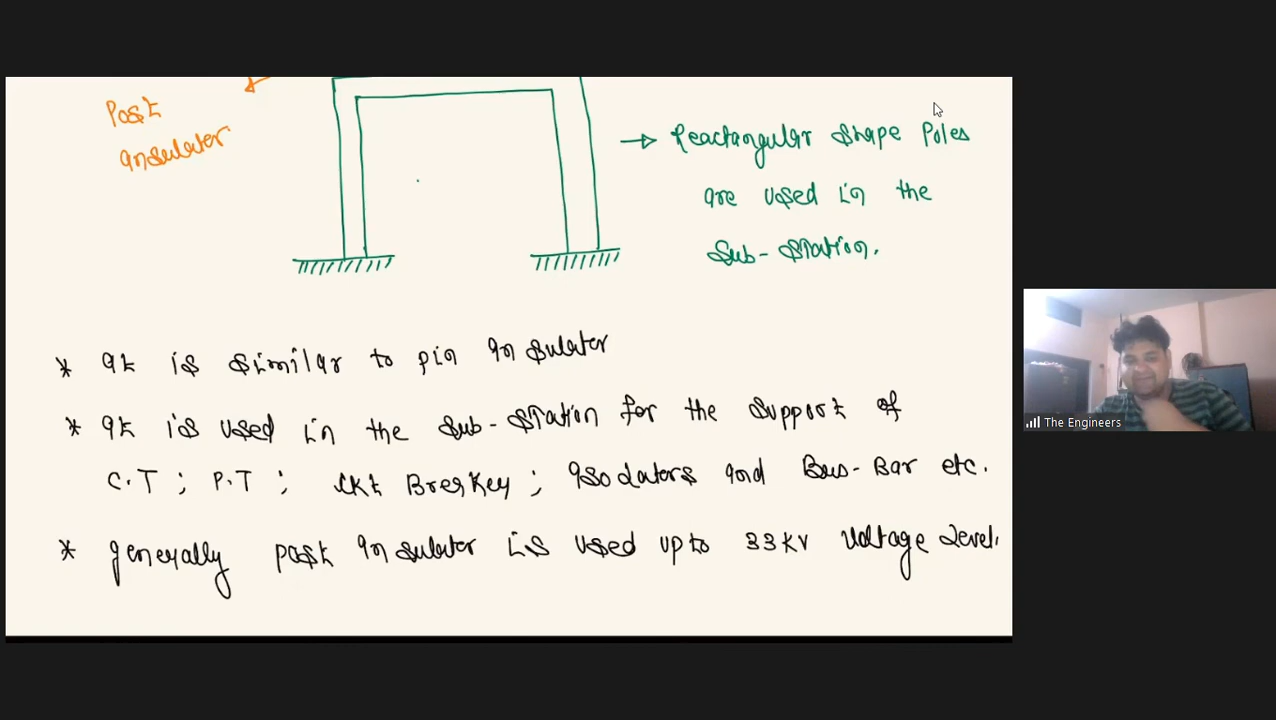 Post
insulator
→ Reactangular shape Poles
are used in the
Sub-Station.
* It is similar to pin Insulator
* It is used in the sub-station for the support of
C.T ; P.T ; ckt Breaker ; Isolators and Bus-Bar etc.
* generally post Insulator is used upto 33kv voltage level.
The Engineers